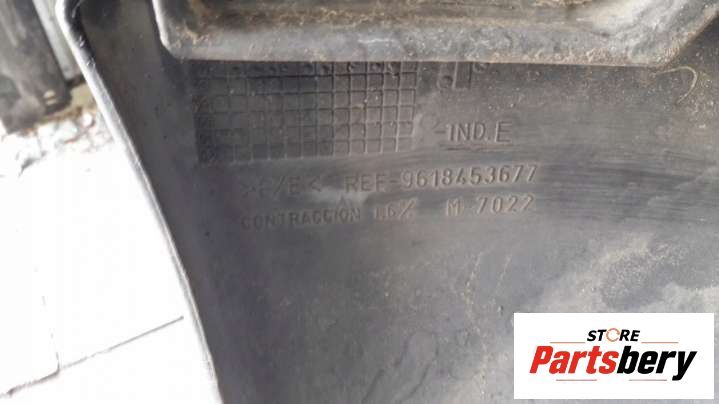 IND.E
>P/E< REF-9618453677
CONTRACCION 1.6% M-7022
STORE
Partsbery